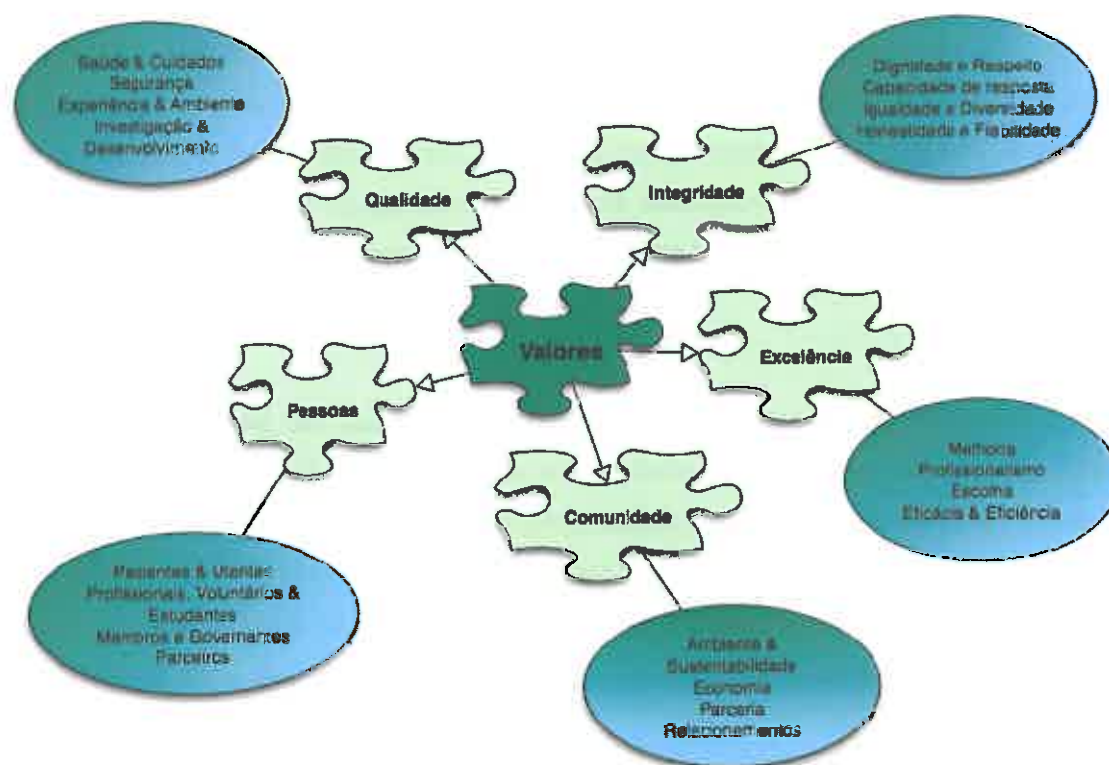 Saúde & Cuidados
Segurança
Experiência & Ambiente
Investigação &
Desenvolvimento
Dignidade e Respeito
Capacidade de resposta
Igualdade e Diversidade
Honestidade e Fiabilidade
Qualidade
Integridade
Valores
Excelência
Pessoas
Comunidade
Melhoria
Profissionalismo
Escolha
Eficácia & Eficiência
Pacientes & Utentes
Profissionais, Voluntários &
Estudantes
Membros e Governantes
Parceiros
Ambiente &
Sustentabilidade
Economia
Parceria
Relacionamentos